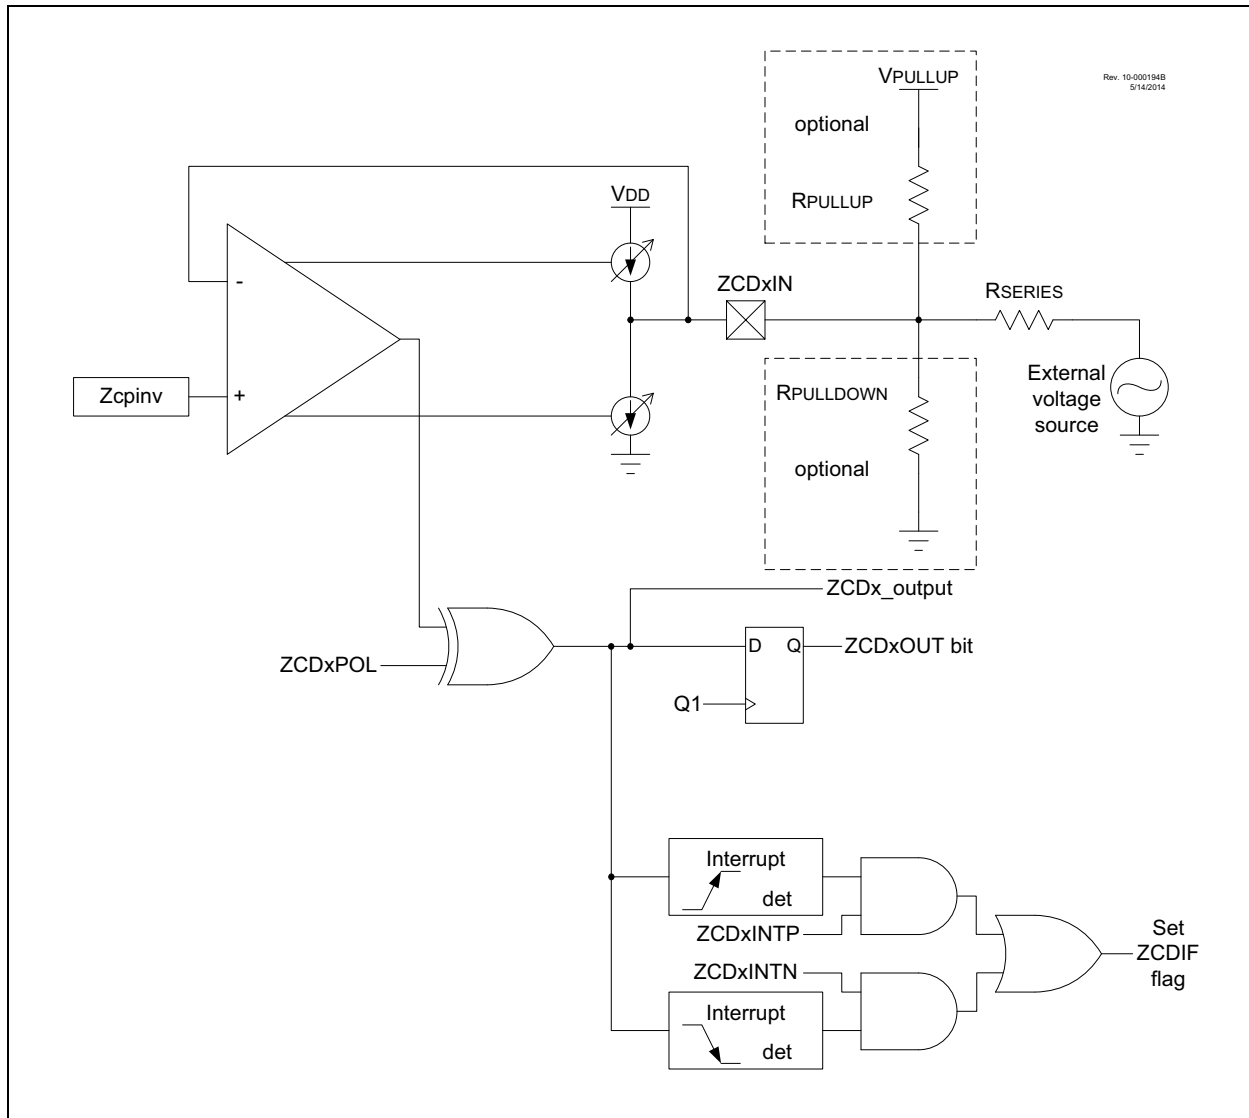 VPULLUP
Rev. 10-000194B
5/14/2014
optional
RPULLUP
VDD
ZCDxIN
RSERIES
-
+
Zcpinv
RPULLDOWN
External
voltage
source
optional
ZCDx_output
ZCDxPOL
D
Q
ZCDxOUT bit
Q1
Interrupt
det
ZCDxINTP
ZCDxINTN
Set
ZCDIF
flag
Interrupt
det